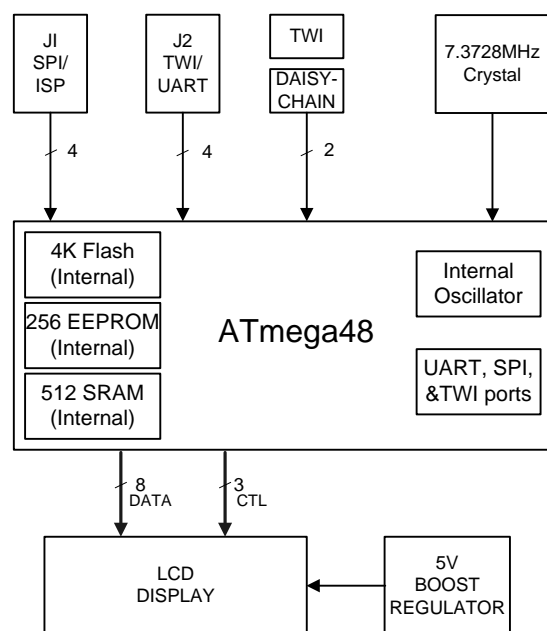 J1
SPI/
ISP
J2
TWI/
UART
TWI
DAISY-
CHAIN
7.3728MHz
Crystal
4
4
2
4K Flash
(Internal)
256 EEPROM
(Internal)
512 SRAM
(Internal)
ATmega48
Internal
Oscillator
UART, SPI,
&TWI ports
8
DATA
3
CTL
LCD
DISPLAY
5V
BOOST
REGULATOR